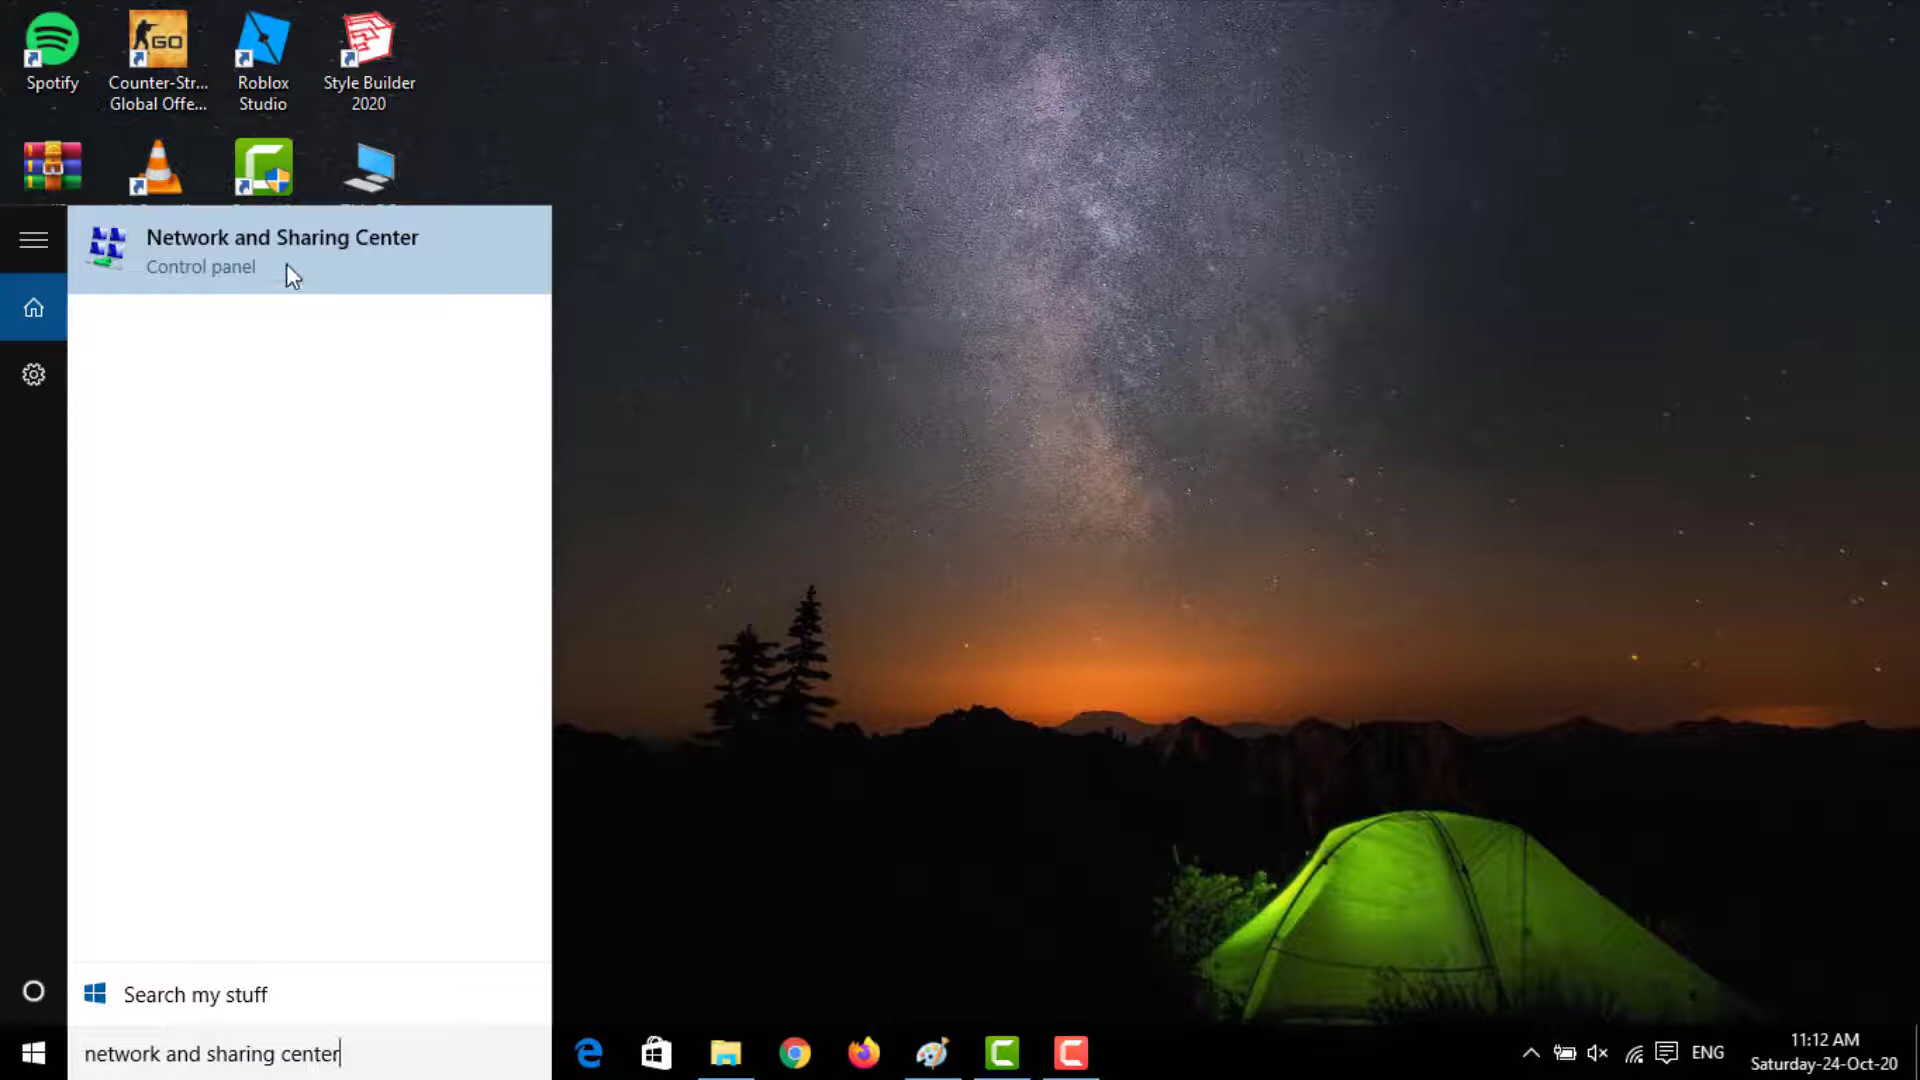 Spotify
Counter-Str...
Global Offe...
Roblox
Studio
Style Builder
2020
GO
Network and Sharing Center
Control panel
Search my stuff
network and sharing center
ENG
11:12 AM
Saturday-24-Oct-20